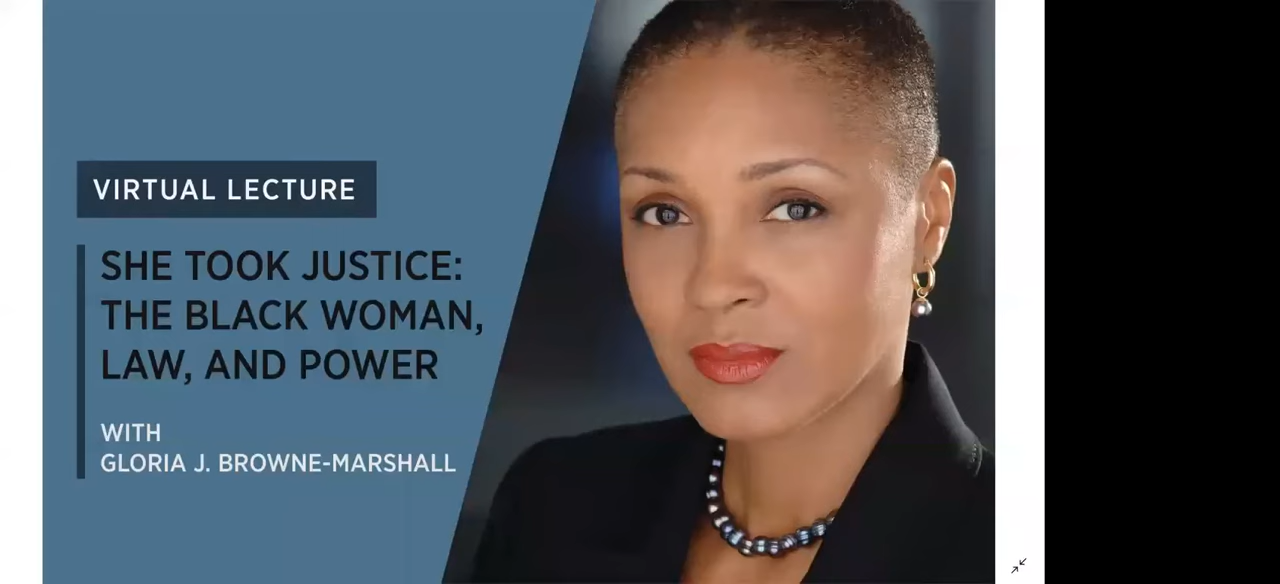 VIRTUAL LECTURE
SHE TOOK JUSTICE:
THE BLACK WOMAN,
LAW, AND POWER
WITH
GLORIA J. BROWNE-MARSHALL